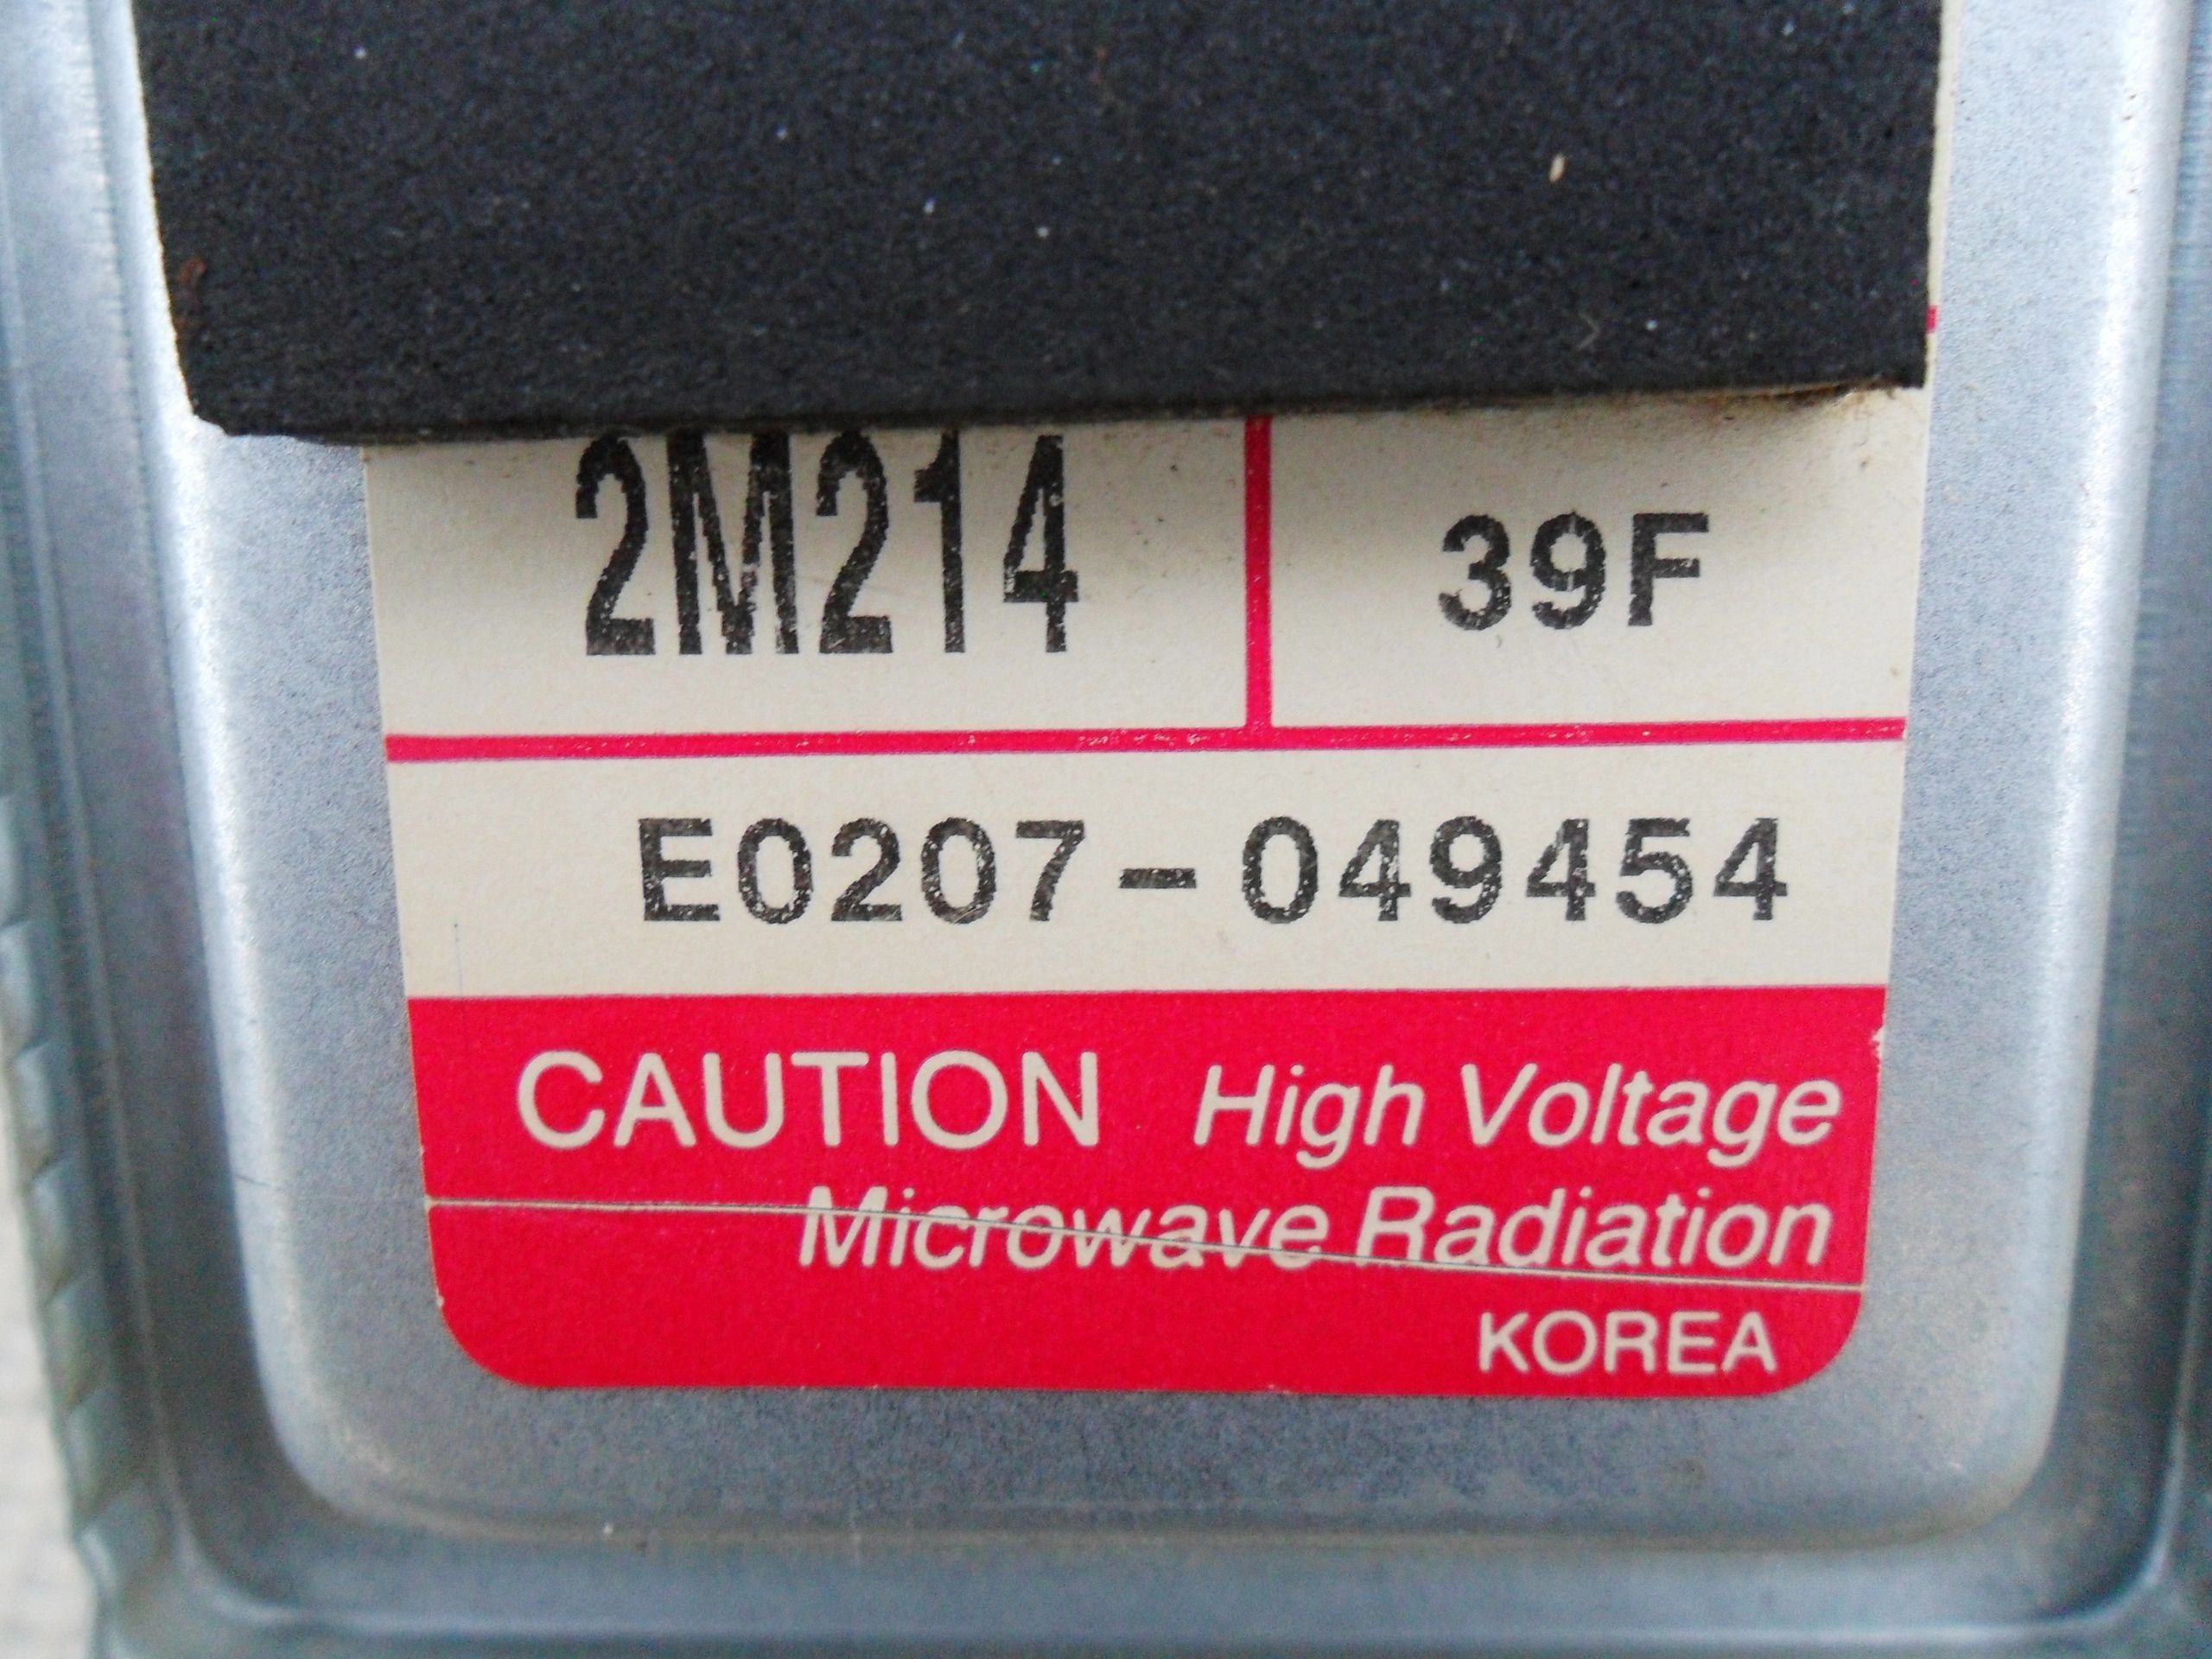 2M214 39F
E0207-049454
CAUTION High Voltage
Microwave Radiation
KOREA